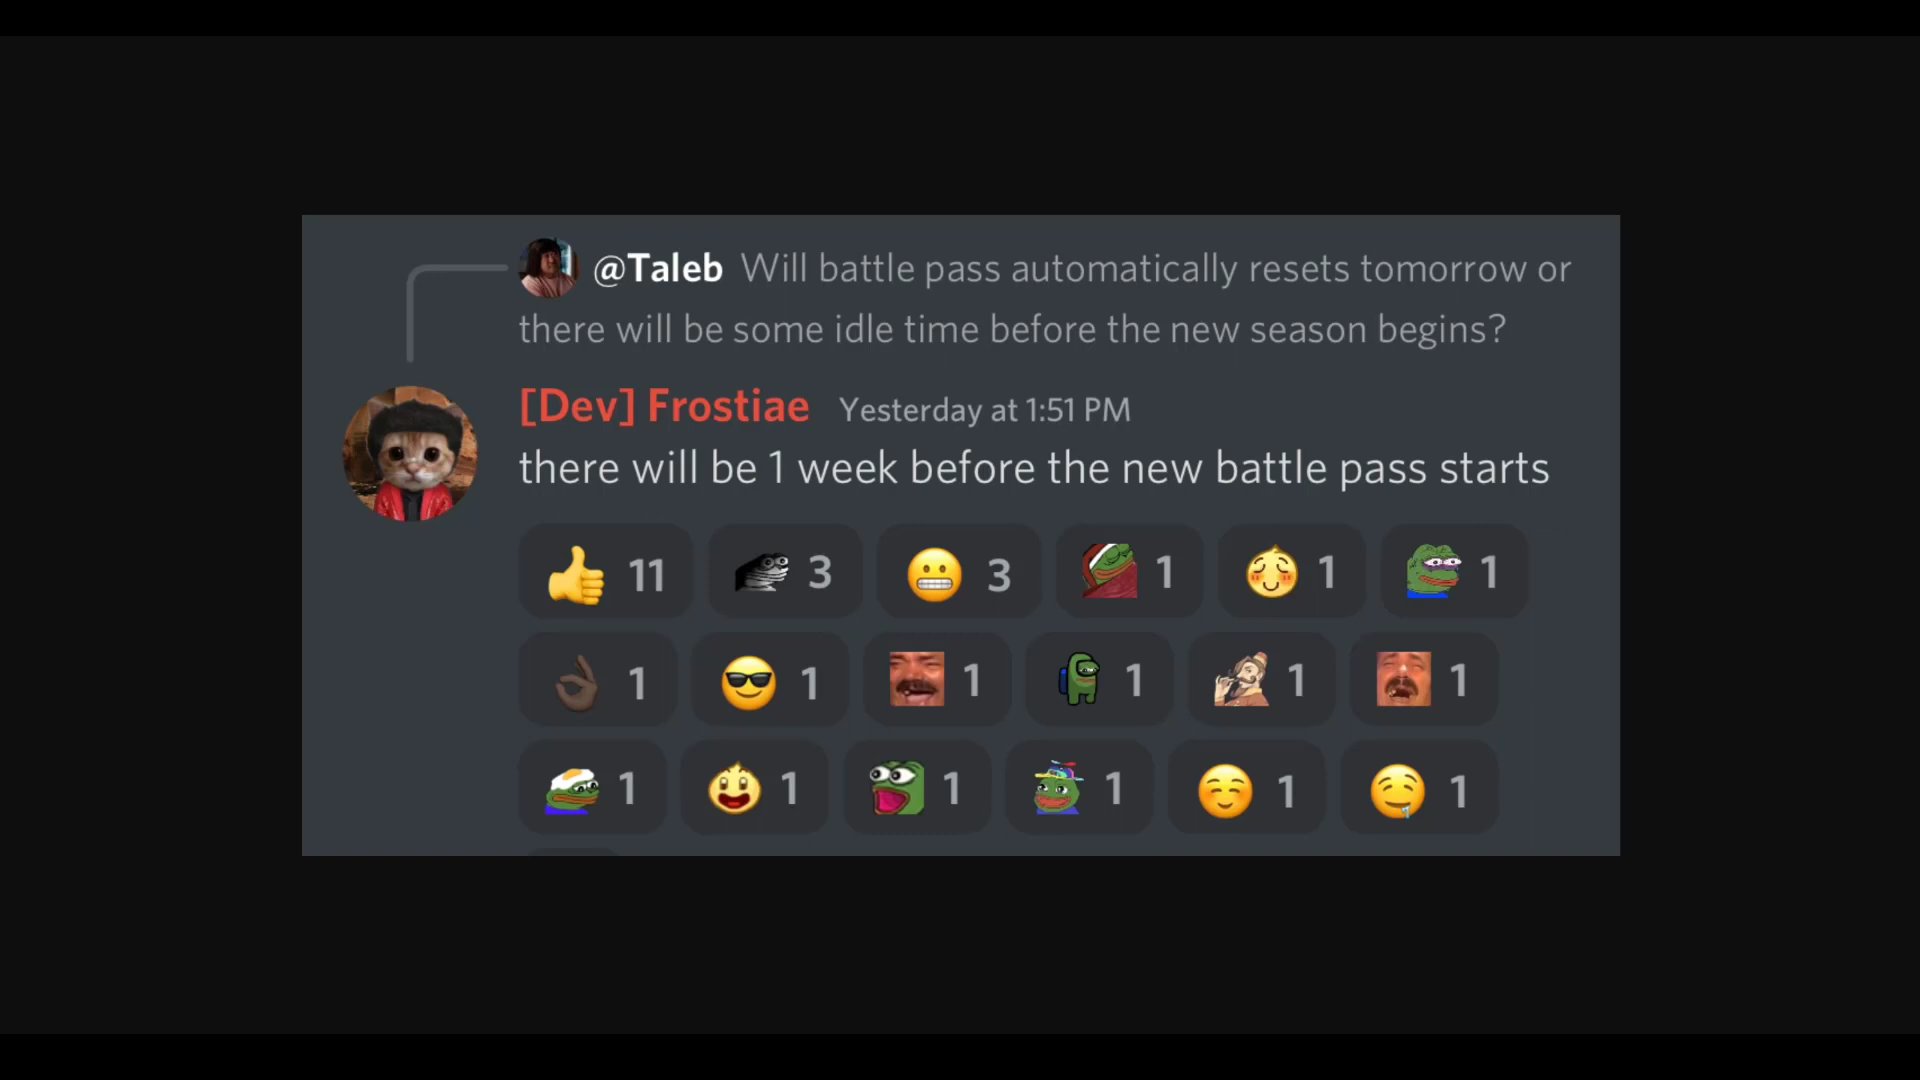 @Taleb Will battle pass automatically resets tomorrow or
there will be some idle time before the new season begins?
[Dev] Frostiae Yesterday at 1:51 PM
there will be 1 week before the new battle pass starts
11 3 3 1 1 1
1 1 1 1 1 1
1 1 1 1 1 1